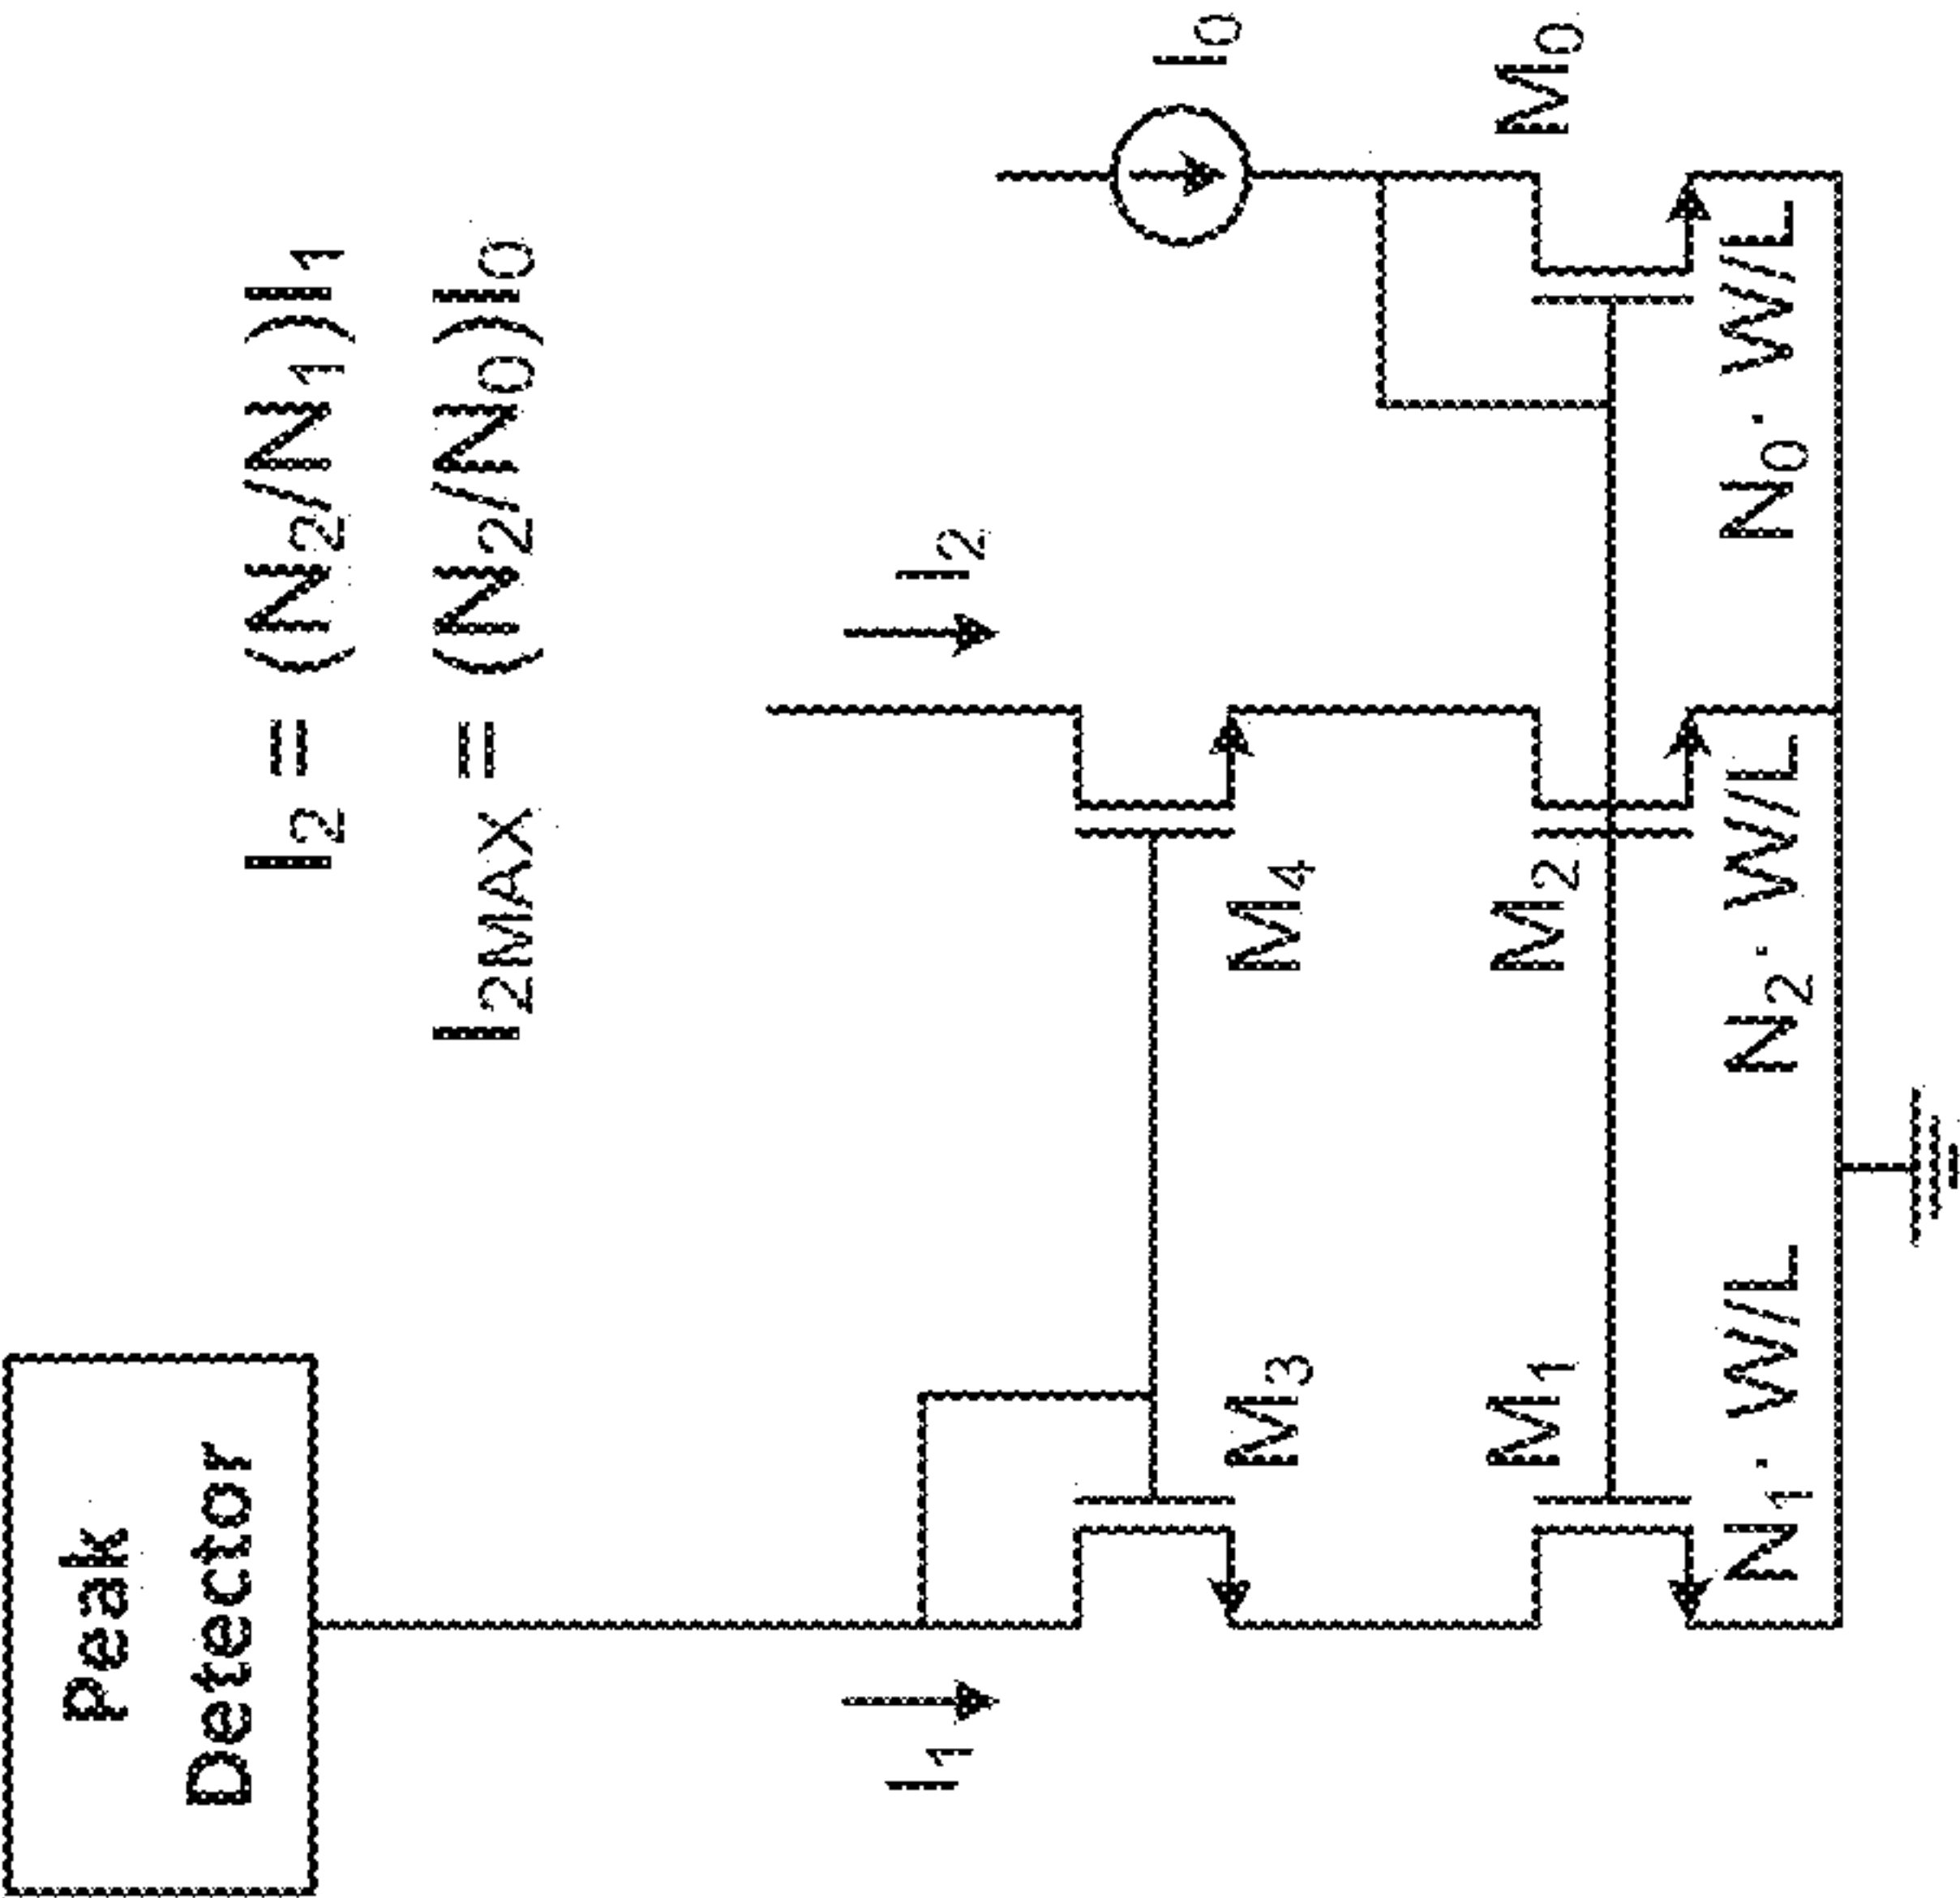 Peak
Detector
I₂ = (N₂/N₁)I₁
I₂MAX = (N₂/N₀)I₀
I₁
I₂
I₀
M₃
M₄
M₁
M₂
M₀
N₁· W/L
N₂· W/L
N₀· W/L